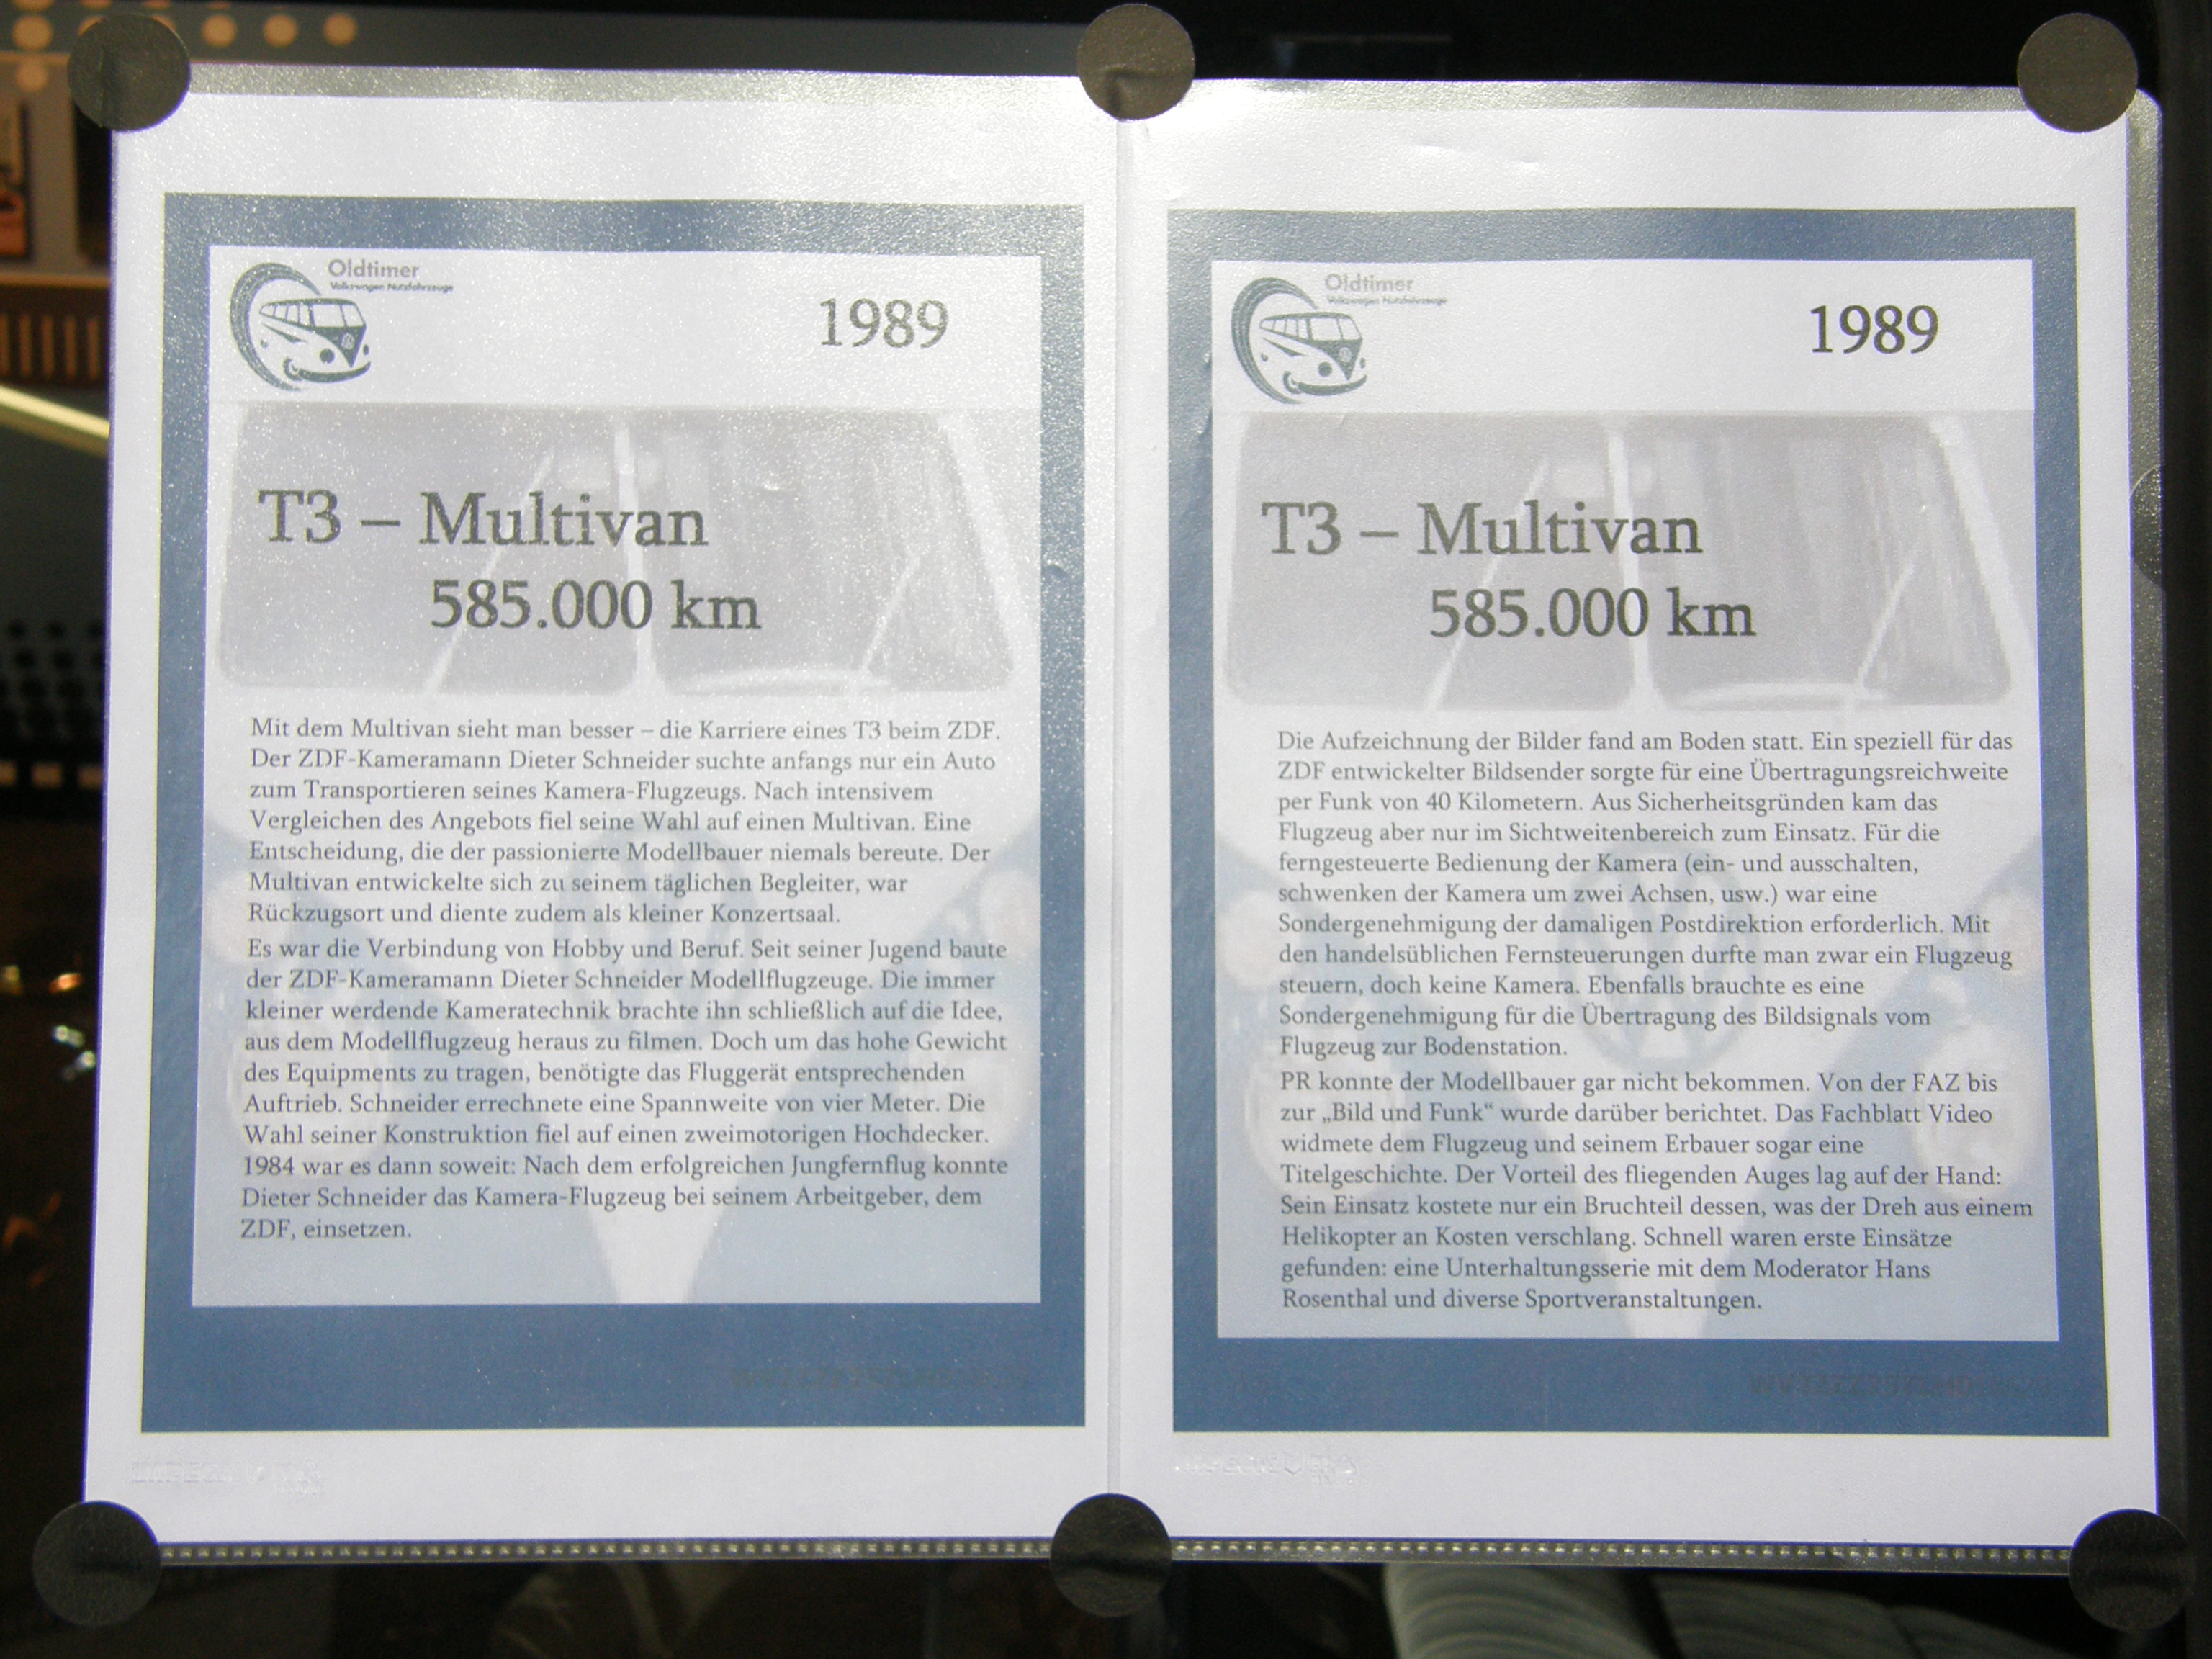 Oldtimer
Volkswagen Nutzfahrzeuge
1989
T3 – Multivan
585.000 km
Mit dem Multivan sieht man besser – die Karriere eines T3 beim ZDF.
Der ZDF-Kameramann Dieter Schneider suchte anfangs nur ein Auto
zum Transportieren seines Kamera-Flugzeugs. Nach intensivem
Vergleichen des Angebots fiel seine Wahl auf einen Multivan. Eine
Entscheidung, die der passionierte Modellbauer niemals bereute. Der
Multivan entwickelte sich zu seinem täglichen Begleiter, war
Rückzugsort und diente zudem als kleiner Konzertsaal.
Es war die Verbindung von Hobby und Beruf. Seit seiner Jugend baute
der ZDF-Kameramann Dieter Schneider Modellflugzeuge. Die immer
kleiner werdende Kameratechnik brachte ihn schließlich auf die Idee,
aus dem Modellflugzeug heraus zu filmen. Doch um das hohe Gewicht
des Equipments zu tragen, benötigte das Fluggerät entsprechenden
Auftrieb. Schneider errechnete eine Spannweite von vier Meter. Die
Wahl seiner Konstruktion fiel auf einen zweimotorigen Hochdecker.
1984 war es dann soweit: Nach dem erfolgreichen Jungfernflug konnte
Dieter Schneider das Kamera-Flugzeug bei seinem Arbeitgeber, dem
ZDF, einsetzen.
Oldtimer
Volkswagen Nutzfahrzeuge
1989
T3 – Multivan
585.000 km
Die Aufzeichnung der Bilder fand am Boden statt. Ein speziell für das
ZDF entwickelter Bildsender sorgte für eine Übertragungsreichweite
per Funk von 40 Kilometern. Aus Sicherheitsgründen kam das
Flugzeug aber nur im Sichtweitenbereich zum Einsatz. Für die
ferngesteuerte Bedienung der Kamera (ein- und ausschalten,
schwenken der Kamera um zwei Achsen, usw.) war eine
Sondergenehmigung der damaligen Postdirektion erforderlich. Mit
den handelsüblichen Fernsteuerungen durfte man zwar ein Flugzeug
steuern, doch keine Kamera. Ebenfalls brauchte es eine
Sondergenehmigung für die Übertragung des Bildsignals vom
Flugzeug zur Bodenstation.
PR konnte der Modellbauer gar nicht bekommen. Von der FAZ bis
zur „Bild und Funk“ wurde darüber berichtet. Das Fachblatt Video
widmete dem Flugzeug und seinem Erbauer sogar eine
Titelgeschichte. Der Vorteil des fliegenden Auges lag auf der Hand:
Sein Einsatz kostete nur ein Bruchteil dessen, was der Dreh aus einem
Helikopter an Kosten verschlang. Schnell waren erste Einsätze
gefunden: eine Unterhaltungsserie mit dem Moderator Hans
Rosenthal und diverse Sportveranstaltungen.